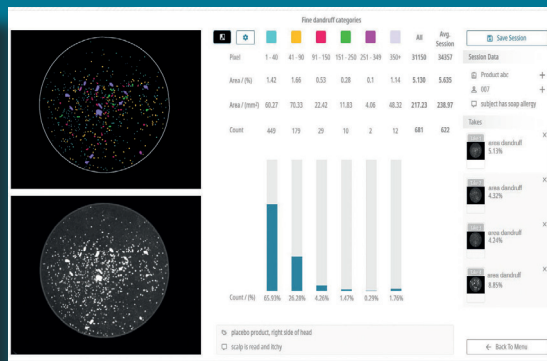 Fine dandruff categories
All Avg. Session
Pixel 1 - 40 41 - 90 91 - 150 151 - 250 251 - 349 350+ 31150 34357
Area / (%) 1.42 1.66 0.53 0.28 0.1 1.14 5.130 5.635
Area / (mm²) 60.27 70.33 22.42 11.83 4.06 48.32 217.23 238.97
Count 449 179 29 10 2 12 681 622
Count / (%) 65.93% 26.28% 4.26% 1.47% 0.29% 1.76%
placebo product, right side of head
scalp is read and itchy
Save Session
Session Data
Product abc +
007 +
subject has soap allergy
Takes
area dandruff
5.13%
area dandruff
4.32%
area dandruff
4.24%
area dandruff
8.85%
← Back To Menu